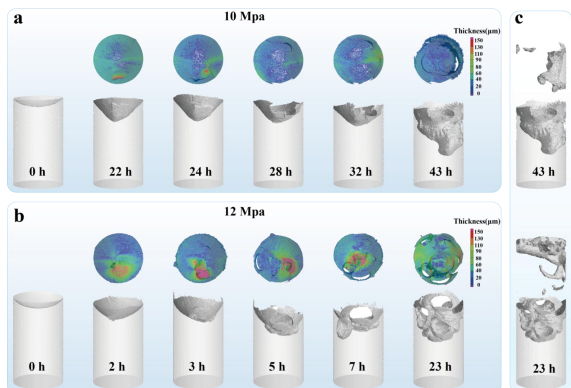 a
10 Mpa
c
Thickness(μm)
150
130
110
90
80
60
40
20
0
0 h
22 h
24 h
28 h
32 h
43 h
43 h
b
12 Mpa
Thickness(μm)
150
130
110
90
80
60
40
20
0
0 h
2 h
3 h
5 h
7 h
23 h
23 h